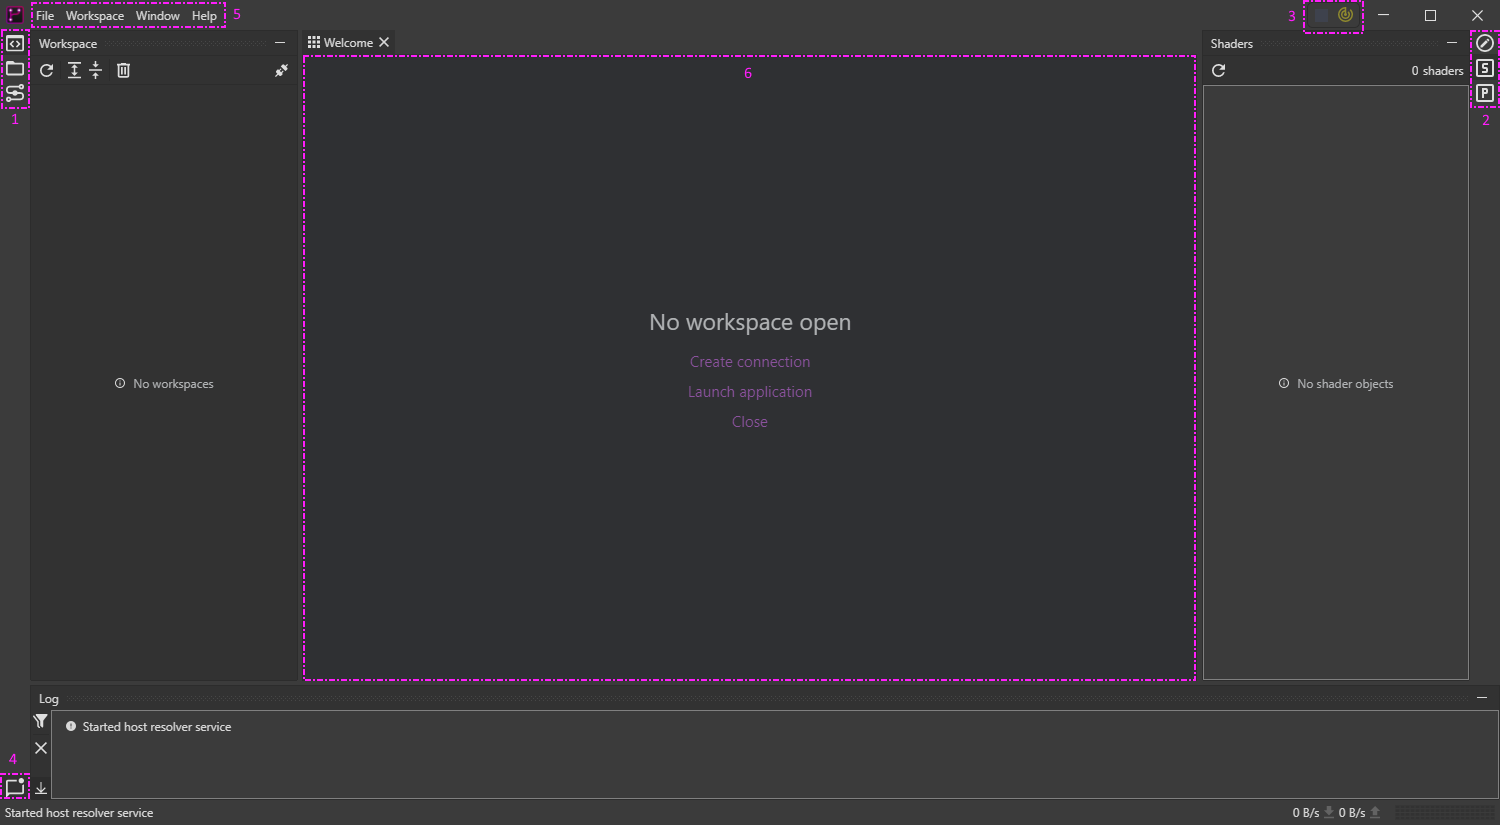 File Workspace Window Help 5
3
Workspace
Welcome
Shaders
6
0 shaders
S
P
1
2
No workspace open
Create connection
Launch application
Close
No workspaces
No shader objects
Log
Started host resolver service
4
Started host resolver service
0 B/s 0 B/s